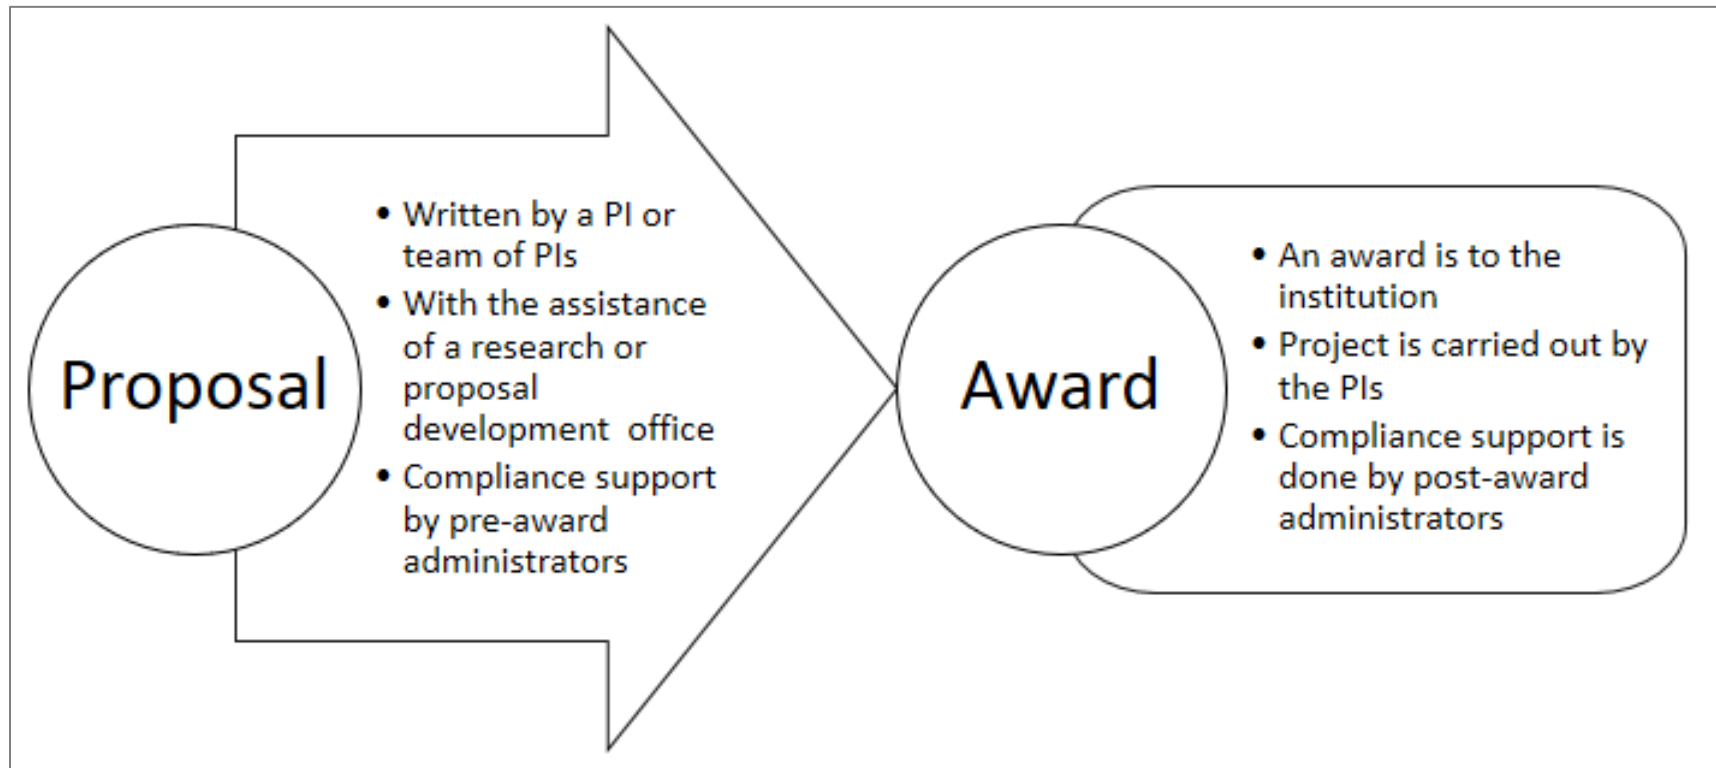 Proposal
• Written by a PI or
team of PIs
• With the assistance
of a research or
proposal
development  office
• Compliance support
by pre-award
administrators
Award
• An award is to the
institution
• Project is carried out by
the PIs
• Compliance support is
done by post-award
administrators